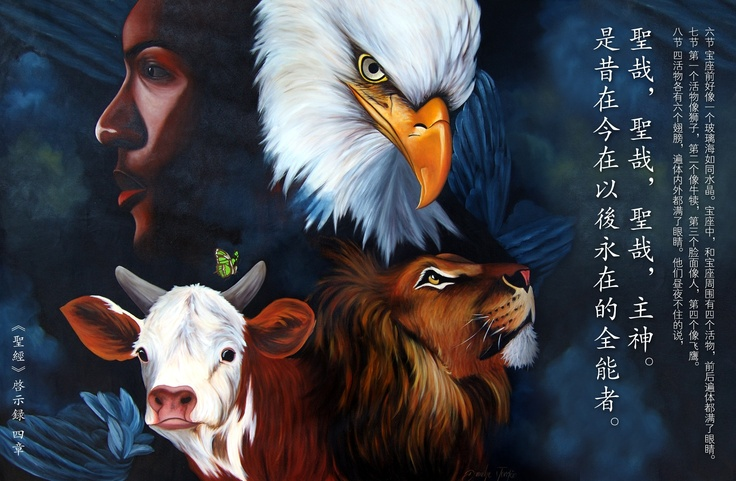 六节 宝座前好像一个玻璃海如同水晶。宝座中，和宝座周围有四个活物，前后遍体都满了眼睛。
七节 第一个活物像狮子，第二个像牛犊，第三个脸面像人，第四个像飞鹰。
八节 四活物各有六个翅膀，遍体内外都满了眼睛。他们昼夜不住的说，
聖哉，聖哉，聖哉，主神。
是昔在今在以後永在的全能者。
《聖經》啓示録 四章